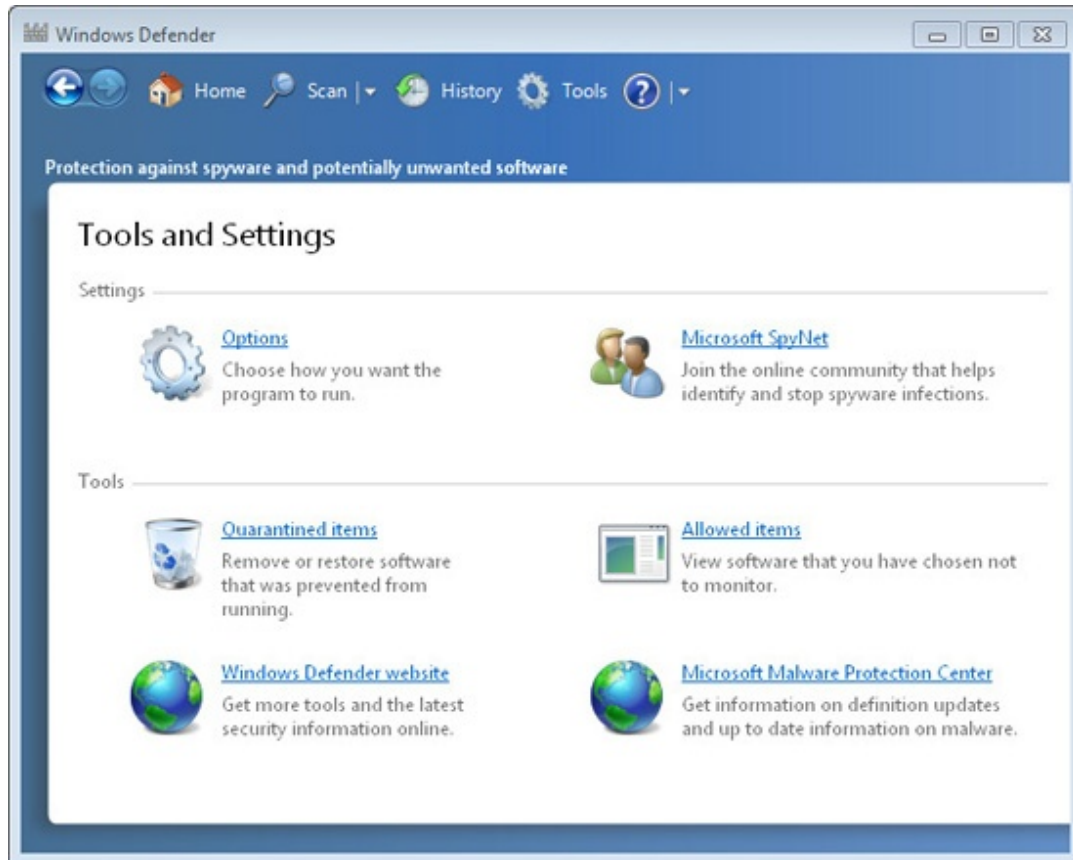 Windows Defender
Home Scan History Tools ?
Protection against spyware and potentially unwanted software
Tools and Settings
Settings
Options
Choose how you want the
program to run.
Microsoft SpyNet
Join the online community that helps
identify and stop spyware infections.
Tools
Quarantined items
Remove or restore software
that was prevented from
running.
Allowed items
View software that you have chosen not
to monitor.
Windows Defender website
Get more tools and the latest
security information online.
Microsoft Malware Protection Center
Get information on definition updates
and up to date information on malware.